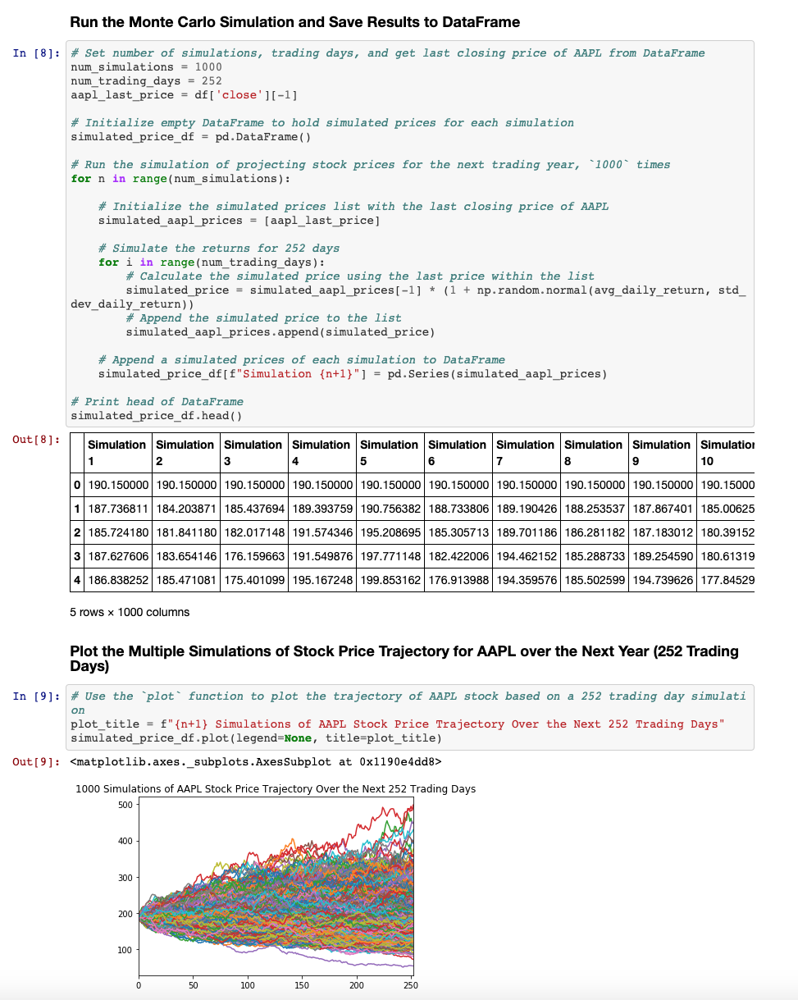 Run the Monte Carlo Simulation and Save Results to DataFrame
In [8]:
# Set number of simulations, trading days, and get last closing price of AAPL from DataFrame
num_simulations = 1000
num_trading_days = 252
aapl_last_price = df['close'][-1]
# Initialize empty DataFrame to hold simulated prices for each simulation
simulated_price_df = pd.DataFrame()
# Run the simulation of projecting stock prices for the next trading year, `1000` times
for n in range(num_simulations):
# Initialize the simulated prices list with the last closing price of AAPL
simulated_aapl_prices = [aapl_last_price]
# Simulate the returns for 252 days
for i in range(num_trading_days):
# Calculate the simulated price using the last price within the list
simulated_price = simulated_aapl_prices[-1] * (1 + np.random.normal(avg_daily_return, std_
dev_daily_return))
# Append the simulated price to the list
simulated_aapl_prices.append(simulated_price)
# Append a simulated prices of each simulation to DataFrame
simulated_price_df[f"Simulation {n+1}"] = pd.Series(simulated_aapl_prices)
# Print head of DataFrame
simulated_price_df.head()
Out[8]:
Simulation Simulation Simulation Simulation Simulation Simulation Simulation Simulation Simulation Simulation
1 2 3 4 5 6 7 8 9 10
0 190.150000 190.150000 190.150000 190.150000 190.150000 190.150000 190.150000 190.150000 190.150000 190.15000
1 187.736811 184.203871 185.437694 189.393759 190.756382 188.733806 189.190426 188.253537 187.867401 185.00625
2 185.724180 181.841180 182.017148 191.574346 195.208695 185.305713 189.701186 186.281182 187.183012 180.39152
3 187.627606 183.654146 176.159663 191.549876 197.771148 182.422006 194.462152 185.288733 189.254590 180.61319
4 186.838252 185.471081 175.401099 195.167248 199.853162 176.913988 194.359576 185.502599 194.739626 177.84529
5 rows × 1000 columns
Plot the Multiple Simulations of Stock Price Trajectory for AAPL over the Next Year (252 Trading
Days)
In [9]:
# Use the `plot` function to plot the trajectory of AAPL stock based on a 252 trading day simulati
on
plot_title = f"{n+1} Simulations of AAPL Stock Price Trajectory Over the Next 252 Trading Days"
simulated_price_df.plot(legend=None, title=plot_title)
Out[9]: <matplotlib.axes._subplots.AxesSubplot at 0x1190e4dd8>
1000 Simulations of AAPL Stock Price Trajectory Over the Next 252 Trading Days
500
400
300
200
100
0 50 100 150 200 250